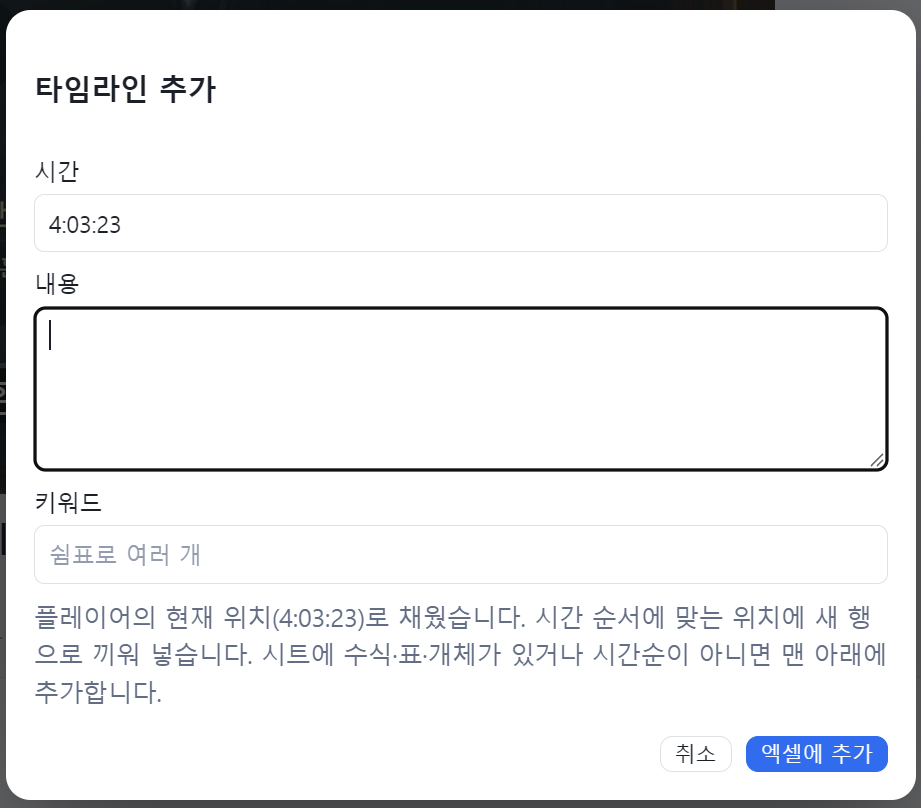 타임라인 추가
시간
4:03:23
내용
키워드
쉼표로 여러 개
플레이어의 현재 위치(4:03:23)로 채웠습니다. 시간 순서에 맞는 위치에 새 행
으로 끼워 넣습니다. 시트에 수식·표·개체가 있거나 시간순이 아니면 맨 아래에
추가합니다.
취소
엑셀에 추가